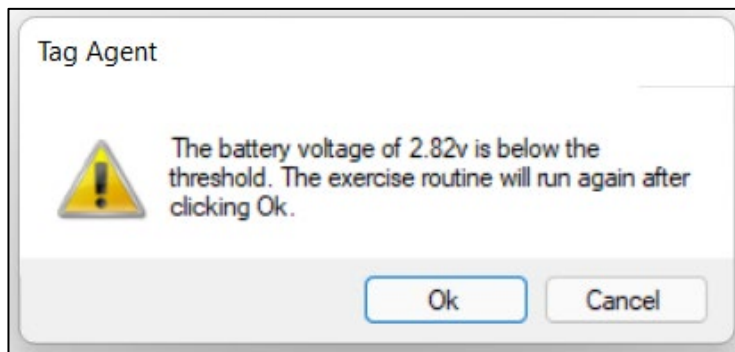 Tag Agent
The battery voltage of 2.82v is below the
threshold. The exercise routine will run again after
clicking Ok.
Ok
Cancel